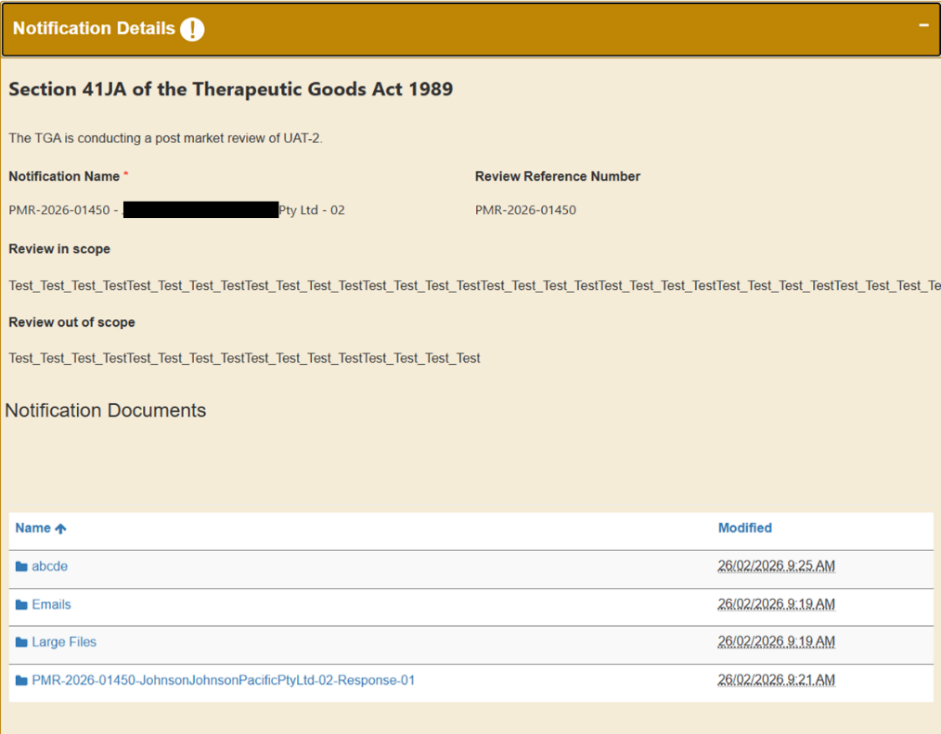 Notification Details !
Section 41JA of the Therapeutic Goods Act 1989
The TGA is conducting a post market review of UAT-2.
Notification Name * Review Reference Number
PMR-2026-01450 - Pty Ltd - 02 PMR-2026-01450
Review in scope
Test_Test_Test_TestTest_Test_Test_TestTest_Test_Test_TestTest_Test_Test_TestTest_Test_Test_TestTest_Test_Test_TestTest_Test_Test_TestTest_Test_Test_Te
Review out of scope
Test_Test_Test_TestTest_Test_Test_TestTest_Test_Test_TestTest_Test_Test_Test
Notification Documents
Name Modified
abcde 26/02/2026 9:25 AM
Emails 26/02/2026 9:19 AM
Large Files 26/02/2026 9:19 AM
PMR-2026-01450-JohnsonJohnsonPacificPtyLtd-02-Response-01 26/02/2026 9:21 AM